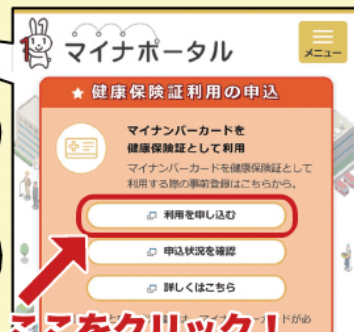 マイナポータル
メニュー
★ 健康保険証利用の申込
マイナンバーカードを
健康保険証として利用
マイナンバーカードを健康保険証として
利用する際の事前登録はこちらから。
利用を申し込む
申込状況を確認
詳しくはこちら
ここをクリック!